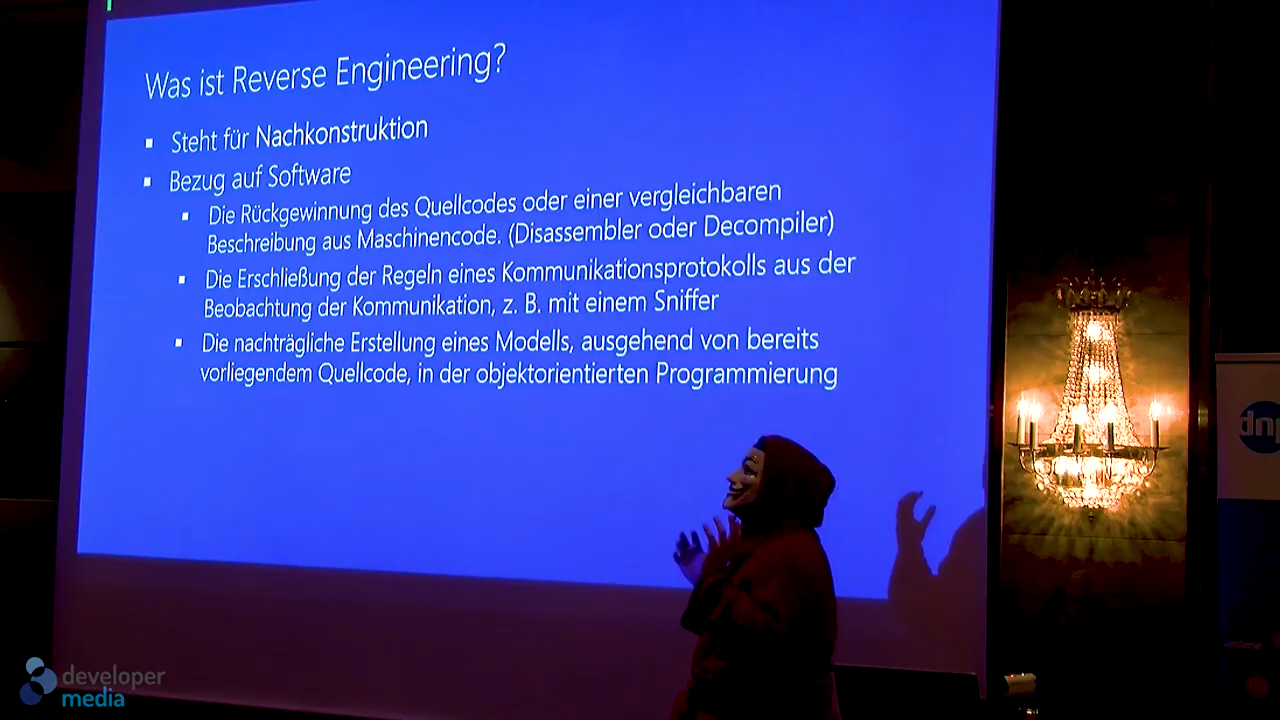 Was ist Reverse Engineering?
Steht für Nachkonstruktion
Bezug auf Software
Die Rückgewinnung des Quellcodes oder einer vergleichbaren
Beschreibung aus Maschinencode. (Disassembler oder Decompiler)
Die Erschließung der Regeln eines Kommunikationsprotokolls aus der
Beobachtung der Kommunikation, z. B. mit einem Sniffer
Die nachträgliche Erstellung eines Modells, ausgehend von bereits
vorliegendem Quellcode, in der objektorientierten Programmierung
developer
media